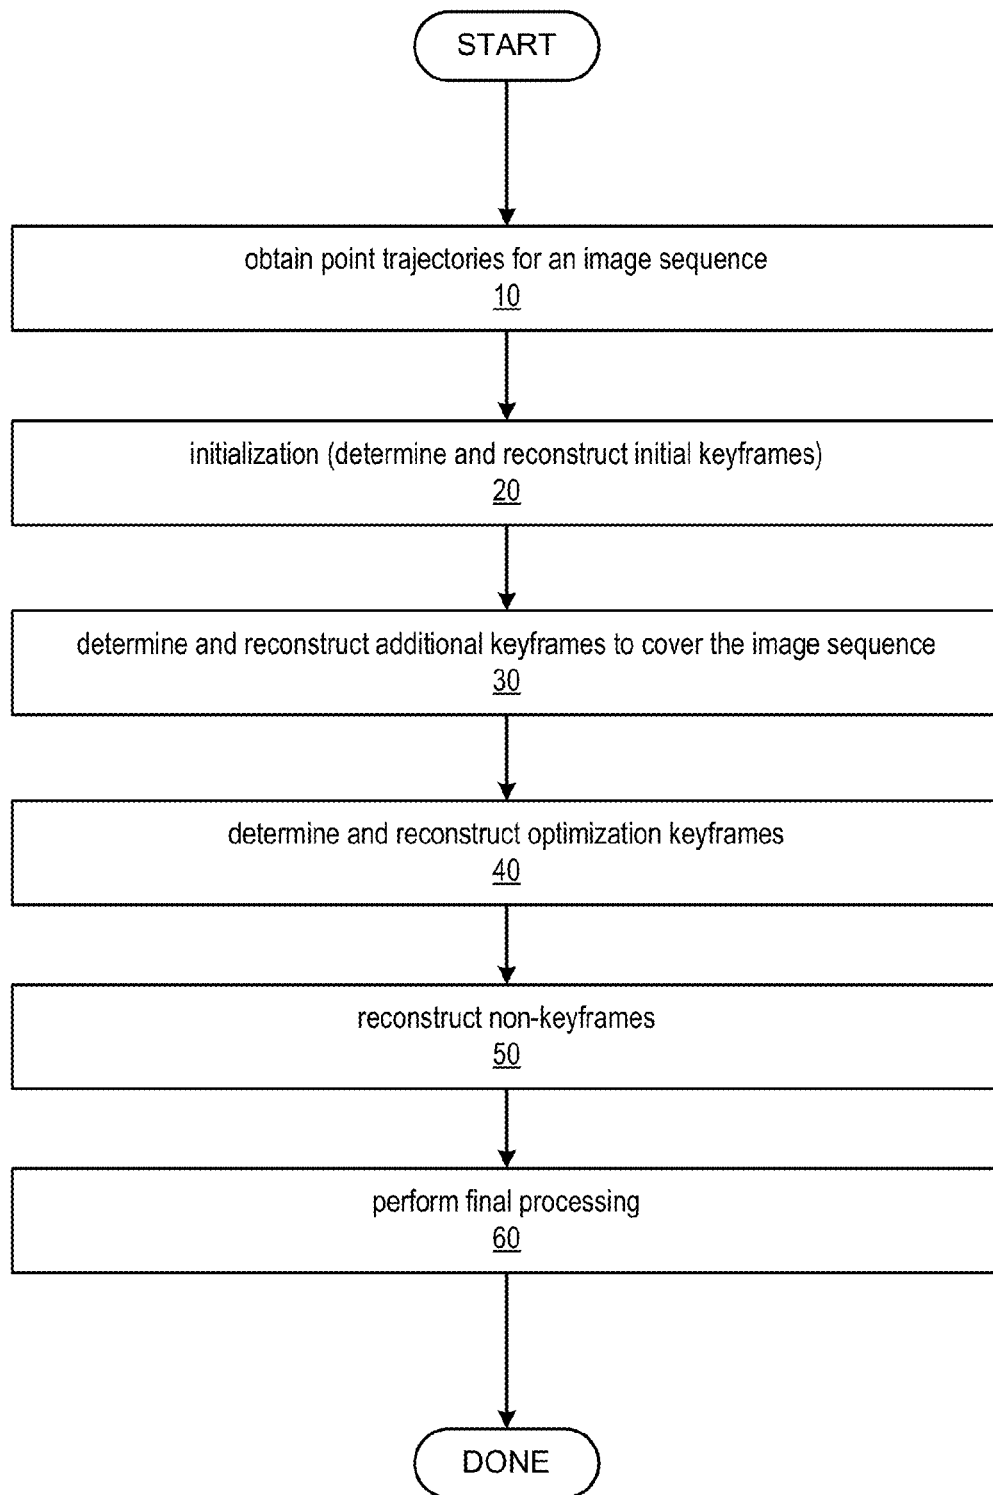 START
obtain point trajectories for an image sequence
10
initialization (determine and reconstruct initial keyframes)
20
determine and reconstruct additional keyframes to cover the image sequence
30
determine and reconstruct optimization keyframes
40
reconstruct non-keyframes
50
perform final processing
60
DONE